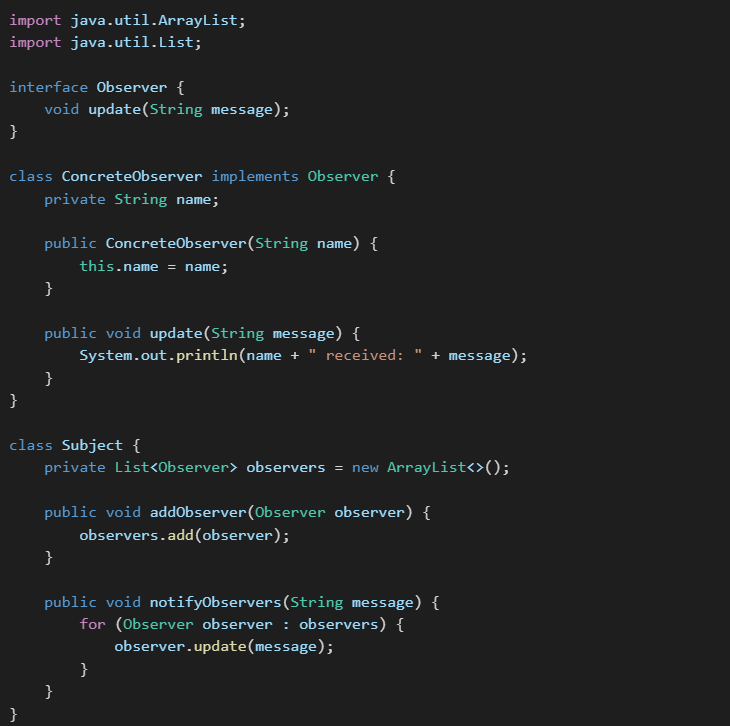 import java.util.ArrayList;
import java.util.List;

interface Observer {
    void update(String message);
}

class ConcreteObserver implements Observer {
    private String name;

    public ConcreteObserver(String name) {
        this.name = name;
    }

    public void update(String message) {
        System.out.println(name + " received: " + message);
    }
}

class Subject {
    private List<Observer> observers = new ArrayList<>();

    public void addObserver(Observer observer) {
        observers.add(observer);
    }

    public void notifyObservers(String message) {
        for (Observer observer : observers) {
            observer.update(message);
        }
    }
}